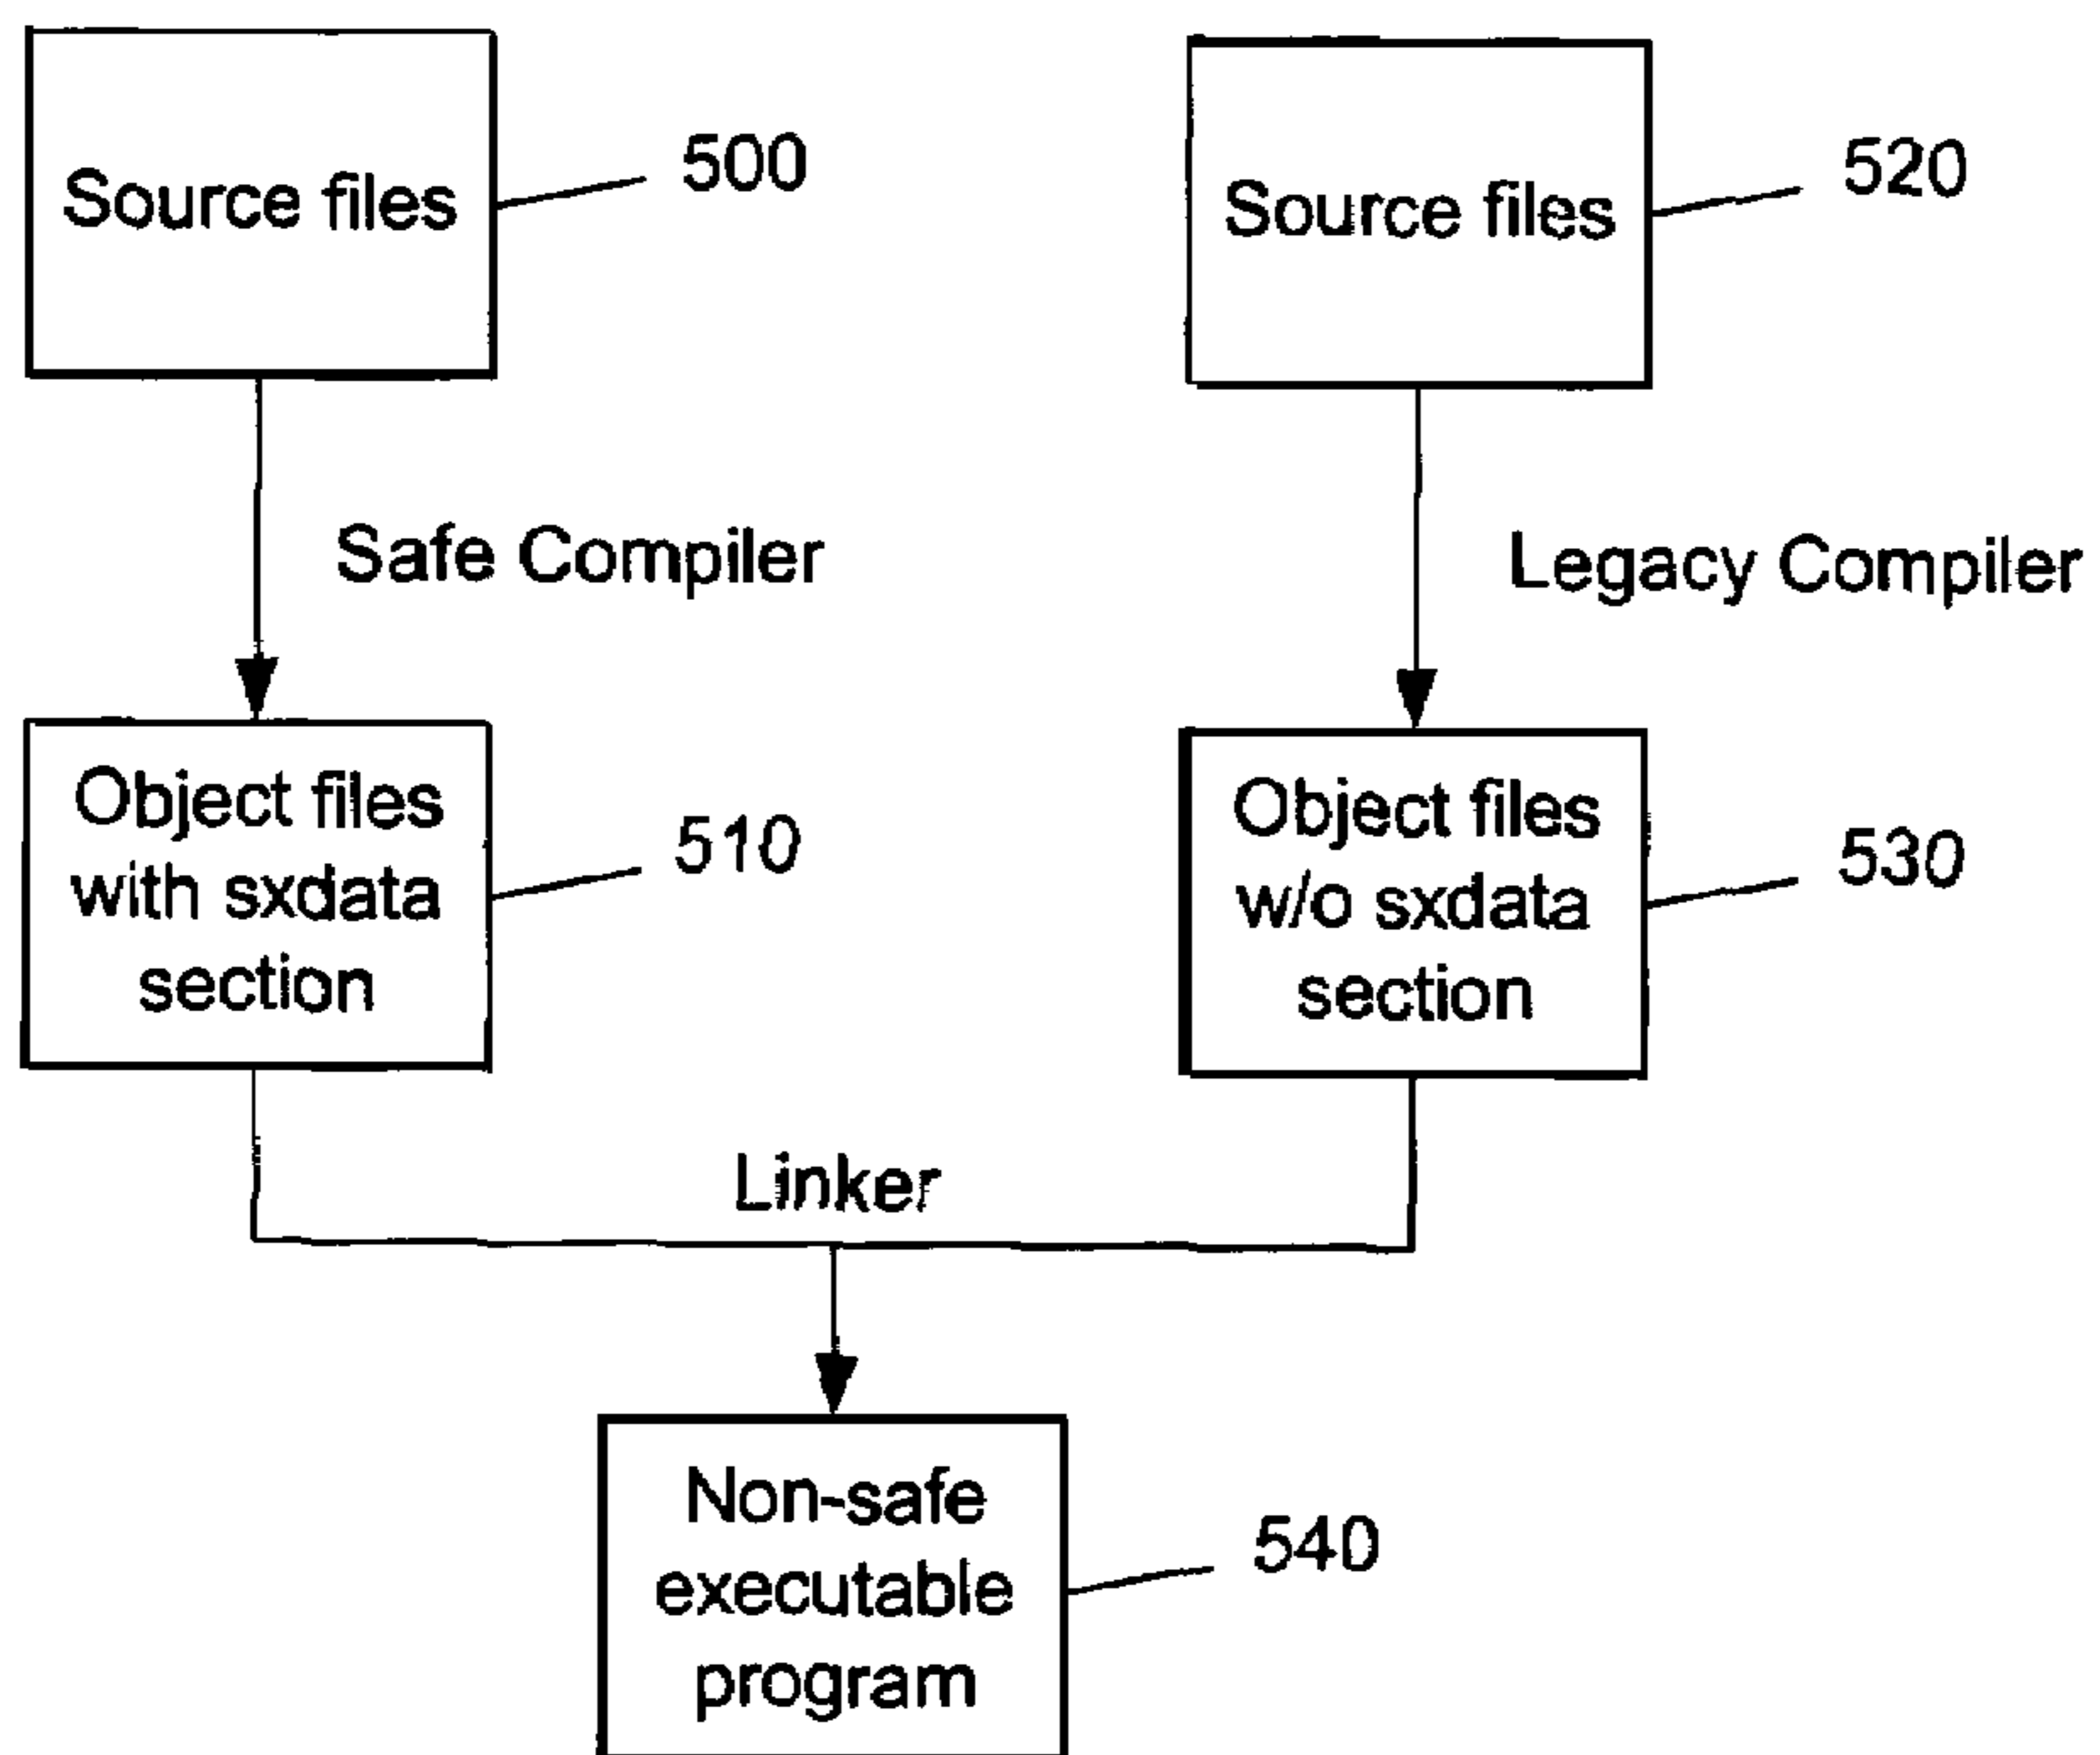 Source files
500
Source files
520
Safe Compiler
Legacy Compiler
Object files
with sxdata
section
510
Object files
w/o sxdata
section
530
Linker
Non-safe
executable
program
540